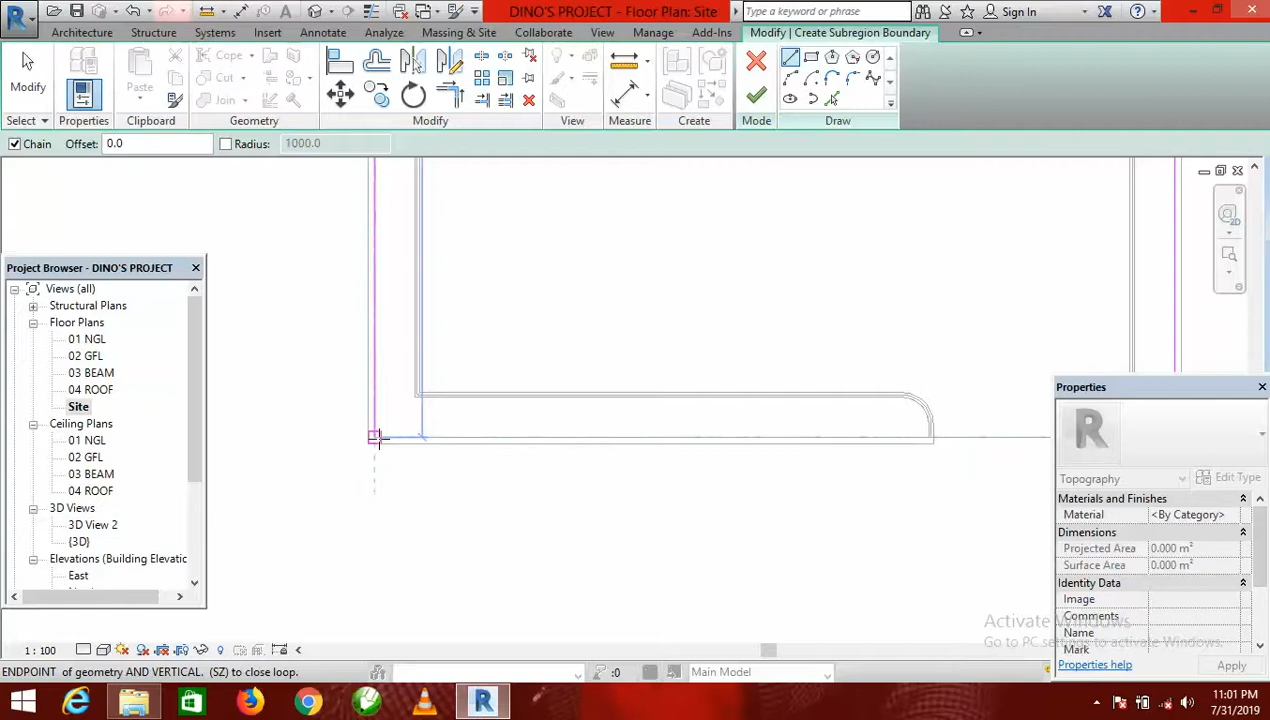 DINO'S PROJECT - Floor Plan: Site
Type a keyword or phrase
Sign In
Architecture Structure Systems Insert Annotate Analyze Massing & Site Collaborate View Manage Add-Ins Modify | Create Subregion Boundary
Modify
Paste
Cope
Cut
Join
Select Properties Clipboard Geometry Modify View Measure Create Mode Draw
Chain Offset: 0.0 Radius: 1000.0
2D
Project Browser - DINO'S PROJECT
Views (all)
Structural Plans
Floor Plans
01 NGL
02 GFL
03 BEAM
04 ROOF
Site
Ceiling Plans
01 NGL
02 GFL
03 BEAM
04 ROOF
3D Views
3D View 2
{3D}
Elevations (Building Elevatic
East
Properties
Topography Edit Type
Materials and Finishes
Material <By Category>
Dimensions
Projected Area 0.000 m²
Surface Area 0.000 m²
Identity Data
Image
Comments
Name
Mark
Properties help Apply
Activate Windows
Go to PC settings to activate Windows.
1 : 100
ENDPOINT of geometry AND VERTICAL. (SZ) to close loop.
:0
Main Model
11:01 PM
7/31/2019